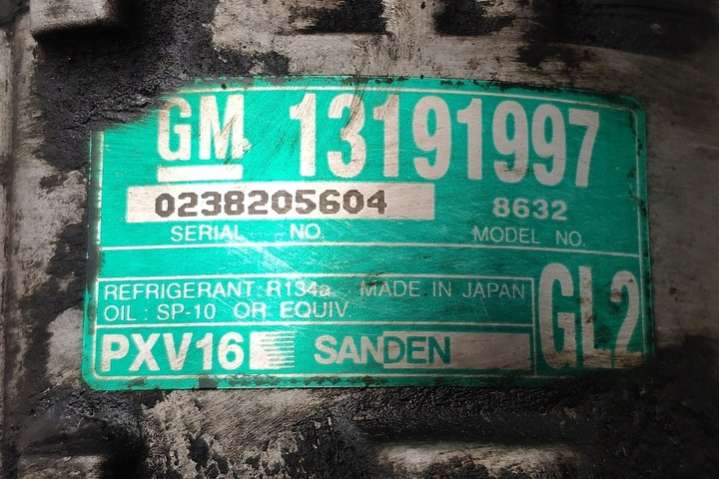 GM 13191997
0238205604 8632
SERIAL NO. MODEL NO.
REFRIGERANT: R134a MADE IN JAPAN
OIL : SP-10 OR EQUIV.
PXV16 SANDEN GL2